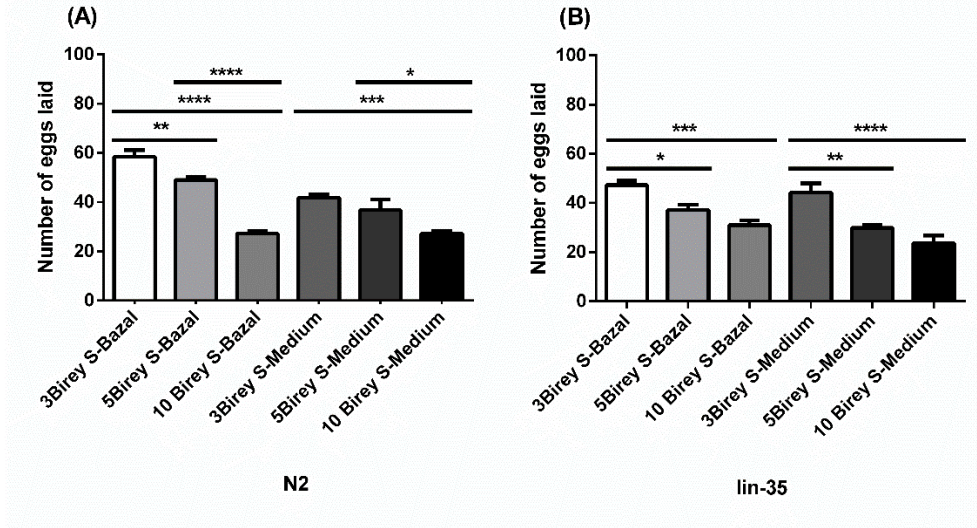 (A)
Number of eggs laid
100
80
60
40
20
0
****
****
**
*
***
3Birey S-Bazal
5Birey S-Bazal
10 Birey S-Bazal
3Birey S-Medium
5Birey S-Medium
10 Birey S-Medium
N2
(B)
Number of eggs laid
100
80
60
40
20
0
***
*
****
**
3Birey S-Bazal
5Birey S-Bazal
10 Birey S-Bazal
3Birey S-Medium
5Birey S-Medium
10 Birey S-Medium
lin-35